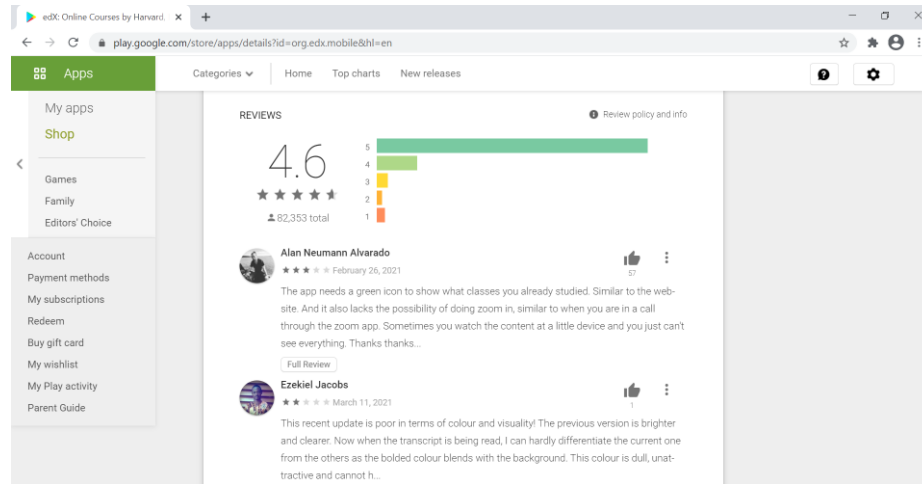 edX: Online Courses by Harvard.
play.google.com/store/apps/details?id=org.edx.mobile&hl=en
Apps
Categories
Home
Top charts
New releases
My apps
Shop
Games
Family
Editors' Choice
Account
Payment methods
My subscriptions
Redeem
Buy gift card
My wishlist
My Play activity
Parent Guide
REVIEWS
Review policy and info
4.6
82,353 total
5
4
3
2
1
Alan Neumann Alvarado
February 26, 2021
57
The app needs a green icon to show what classes you already studied. Similar to the web-
site. And it also lacks the possibility of doing zoom in, similar to when you are in a call
through the zoom app. Sometimes you watch the content at a little device and you just can't
see everything. Thanks thanks...
Full Review
Ezekiel Jacobs
March 11, 2021
1
This recent update is poor in terms of colour and visuality! The previous version is brighter
and clearer. Now when the transcript is being read, I can hardly differentiate the current one
from the others as the bolded colour blends with the background. This colour is dull, unat-
tractive and cannot h...